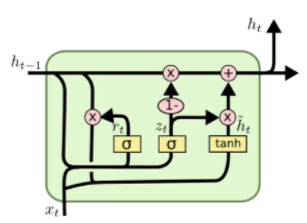 h_t
h_{t-1}
x +
1-
x r_t z_t x h̃_t
σ σ tanh
x_t